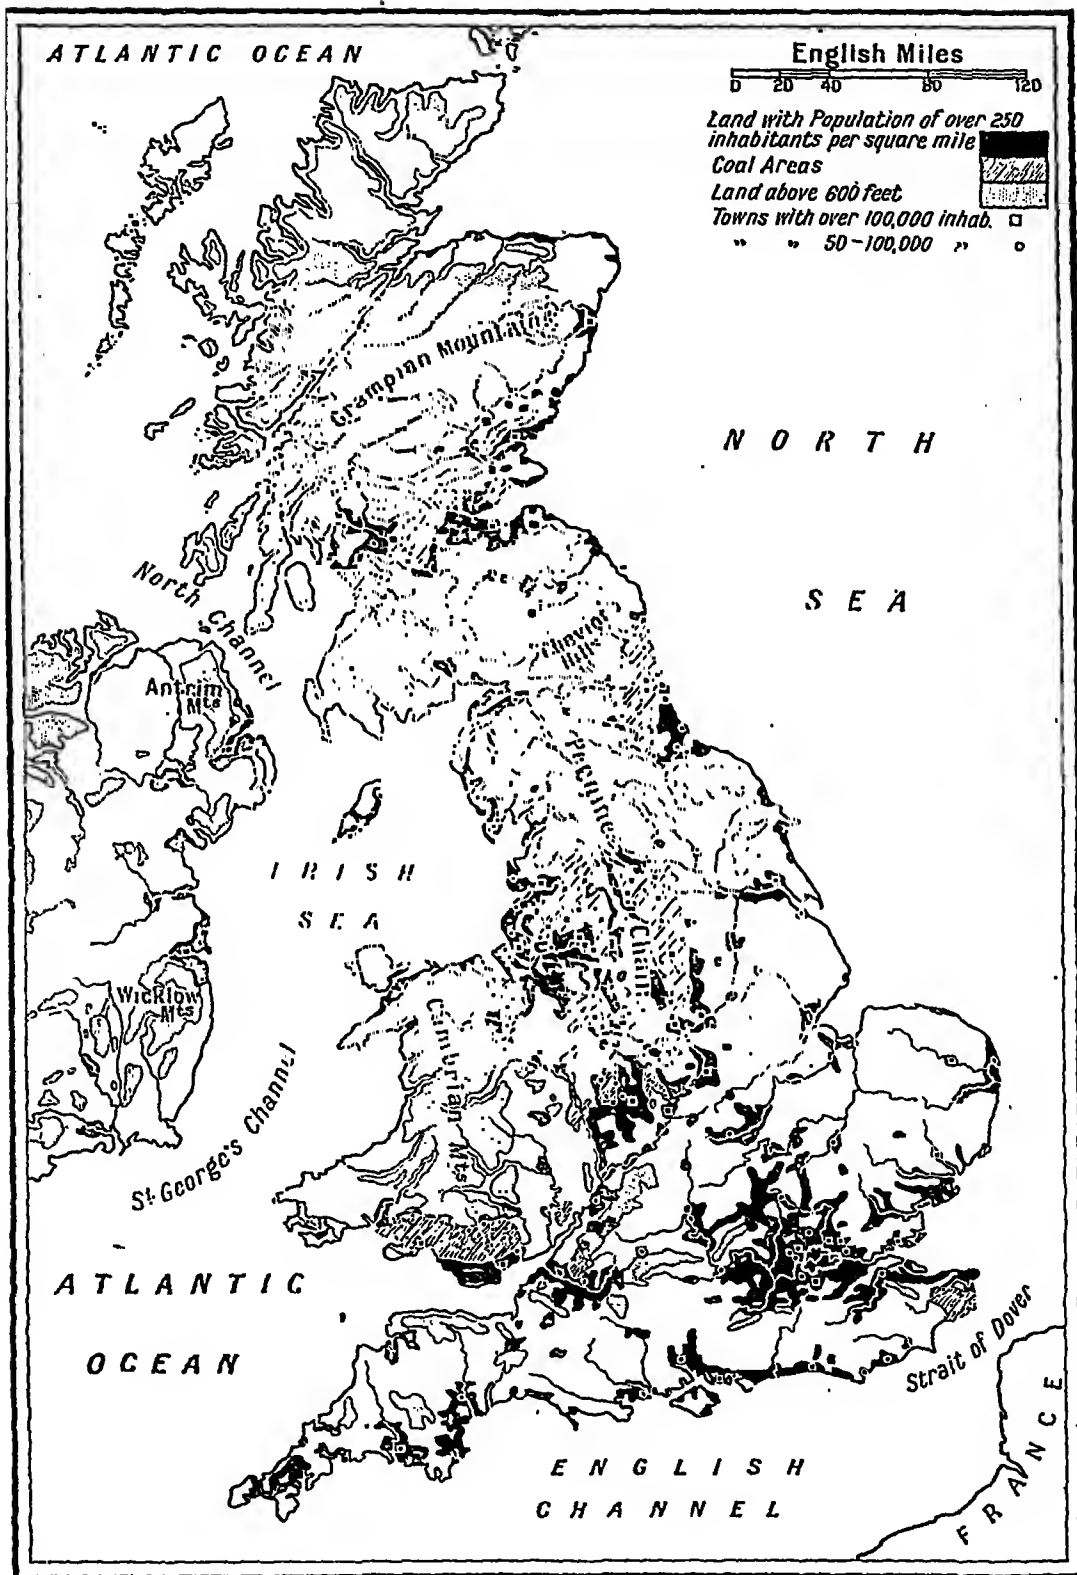 ATLANTIC OCEAN
English Miles
0 20 40 80 120
Land with Population of over 250
inhabitants per square mile
Coal Areas
Land above 600 feet
Towns with over 100,000 inhab.
" " 50-100,000 "
Grampian Mountains
NORTH
SEA
North Channel
Cheviot
Hills
Antrim
Mts
Pennine
Chain
IRISH
SEA
Wicklow
Mts
Cambrian Mts
St. George's Channel
ATLANTIC
OCEAN
Strait of Dover
ENGLISH
CHANNEL
FRANCE